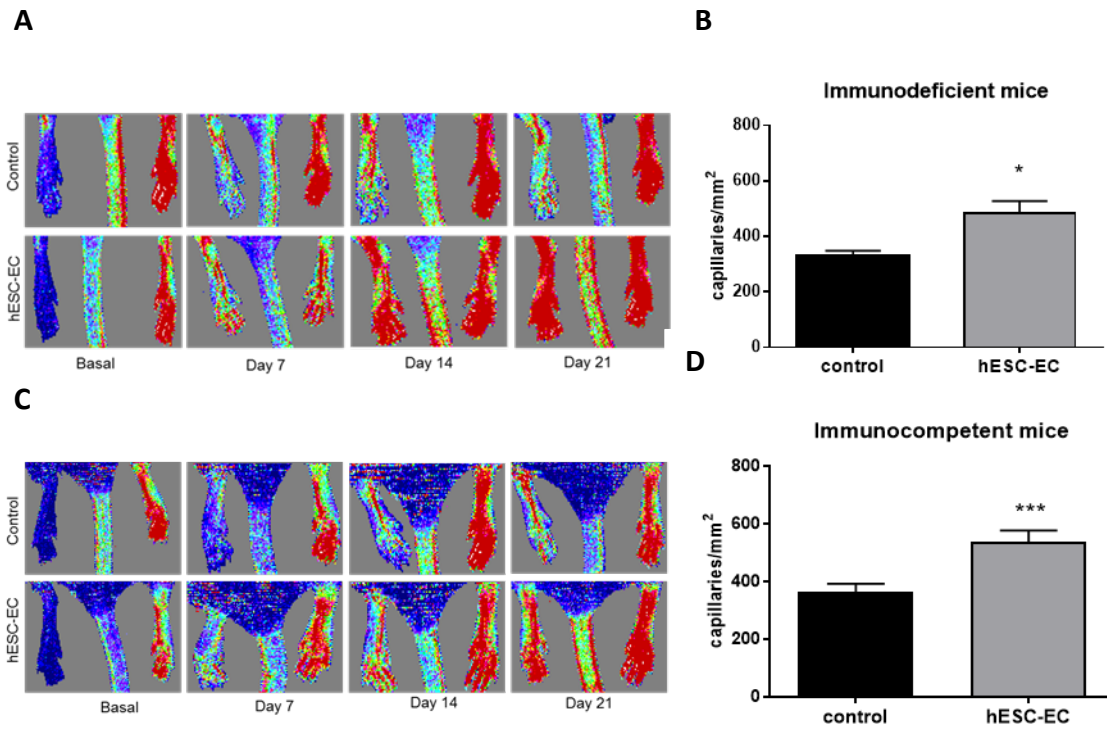 A
Control
hESC-EC
Basal
Day 7
Day 14
Day 21
B
Immunodeficient mice
capillaries/mm²
800
600
400
200
0
*
control
hESC-EC
C
Control
hESC-EC
Basal
Day 7
Day 14
Day 21
D
Immunocompetent mice
capillaries/mm²
800
600
400
200
0
***
control
hESC-EC